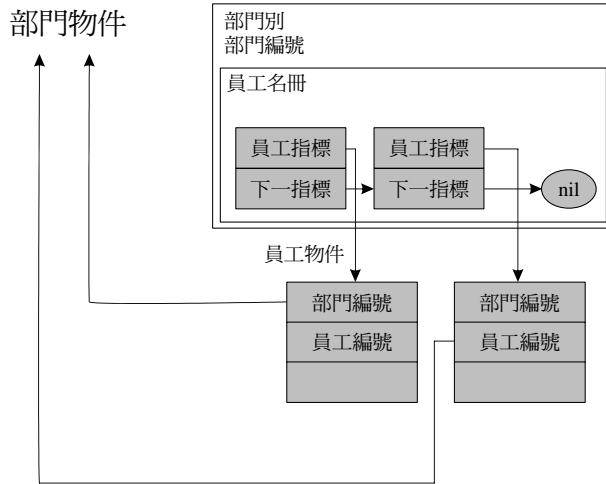 部門物件
部門別
部門編號
員工名冊
員工指標
員工指標
下一指標
下一指標
nil
員工物件
部門編號
部門編號
員工編號
員工編號